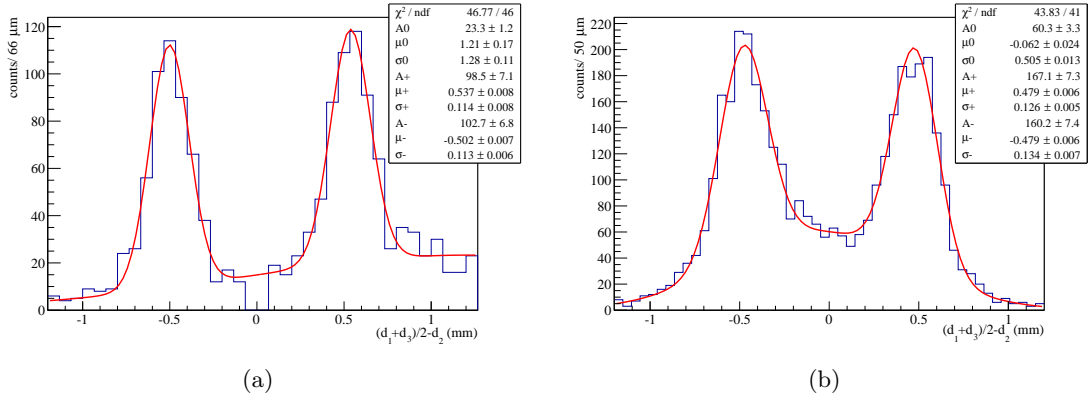 χ² / ndf 46.77 / 46
A0 23.3 ± 1.2
μ0 1.21 ± 0.17
σ0 1.28 ± 0.11
A+ 98.5 ± 7.1
μ+ 0.537 ± 0.008
σ+ 0.114 ± 0.008
A- 102.7 ± 6.8
μ- -0.502 ± 0.007
σ- 0.113 ± 0.006
counts/ 66 μm
120
100
80
60
40
20
0
-1 -0.5 0 0.5 1
(d₁+d₃)/2-d₂ (mm)
(a)
χ² / ndf 43.83 / 41
A0 60.3 ± 3.3
μ0 -0.062 ± 0.024
σ0 0.505 ± 0.013
A+ 167.1 ± 7.3
μ+ 0.479 ± 0.006
σ+ 0.126 ± 0.005
A- 160.2 ± 7.4
μ- -0.479 ± 0.006
σ- 0.134 ± 0.007
counts/ 50 μm
220
200
180
160
140
120
100
80
60
40
20
0
-1 -0.5 0 0.5 1
(d₁+d₃)/2-d₂ (mm)
(b)